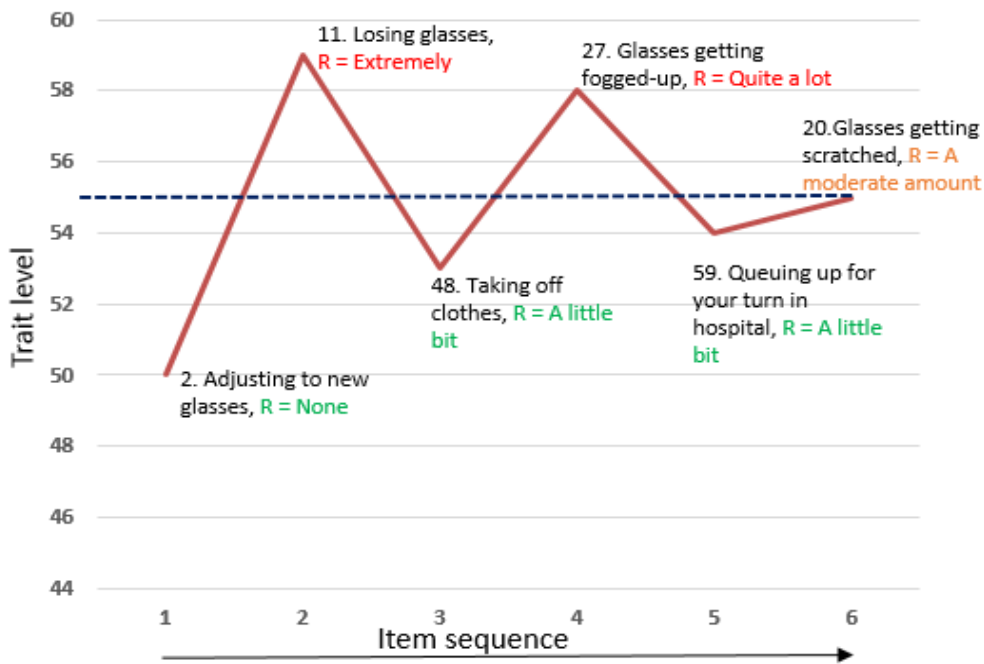 60
58
56
54
52
50
48
46
44
Trait level
11. Losing glasses,
R = Extremely
27. Glasses getting
fogged-up, R = Quite a lot
20.Glasses getting
scratched, R = A
moderate amount
48. Taking off
clothes, R = A little
bit
59. Queuing up for
your turn in
hospital, R = A little
bit
2. Adjusting to new
glasses, R = None
1 2 3 4 5 6
Item sequence